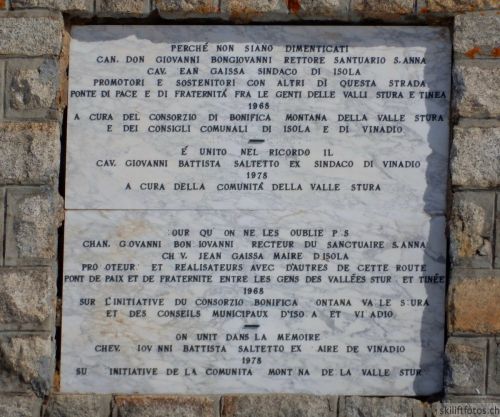 PERCHÉ NON SIANO DIMENTICATI
CAN. DON GIOVANNI BONGIOVANNI RETTORE SANTUARIO S.ANNA
CAV. EAN GAISSA SINDACO DI ISOLA
PROMOTORI E SOSTENITORI CON ALTRI DI QUESTA STRADA
PONTE DI PACE E DI FRATERNITÁ FRA LE GENTI DELLE VALLI STURA E TINEA
1968
A CURA DEL CONSORZIO DI BONIFICA MONTANA DELLA VALLE STURA
E DEI CONSIGLI COMUNALI DI ISOLA E DI VINADIO
É UNITO NEL RICORDO IL
CAV. GIOVANNI BATTISTA SALTETTO EX SINDACO DI VINADIO
1978
A CURA DELLA COMUNITÁ DELLA VALLE STURA
OUR QU ON NE LES OUBLIE P S
CHAN. G OVANNI BON IOVANNI RECTEUR DU SANCTUAIRE S.ANNA
CH V. JEAN GAISSA MAIRE D ISOLA
PRO OTEUR ET REALISATEURS AVEC D'AUTRES DE CETTE ROUTE
PONT DE PAIX ET DE FRATERNITE ENTRE LES GENS DES VALLÉES STUR ET TINÉE
1968
SUR L'INITIATIVE DU CONSORZIO BONIFICA ONTANA VA LE S URA
ET DES CONSEILS MUNICIPAUX D'ISO A ET VI ADIO
ON UNIT DANS LA MEMOIRE
CHEV. IOV NNI BATTISTA SALTETTO EX AIRE DE VINADIO
1978
SU INITIATIVE DE LA COMUNITÀ MONT NA DE LA VALLE STUR
skiliftfotos.ch